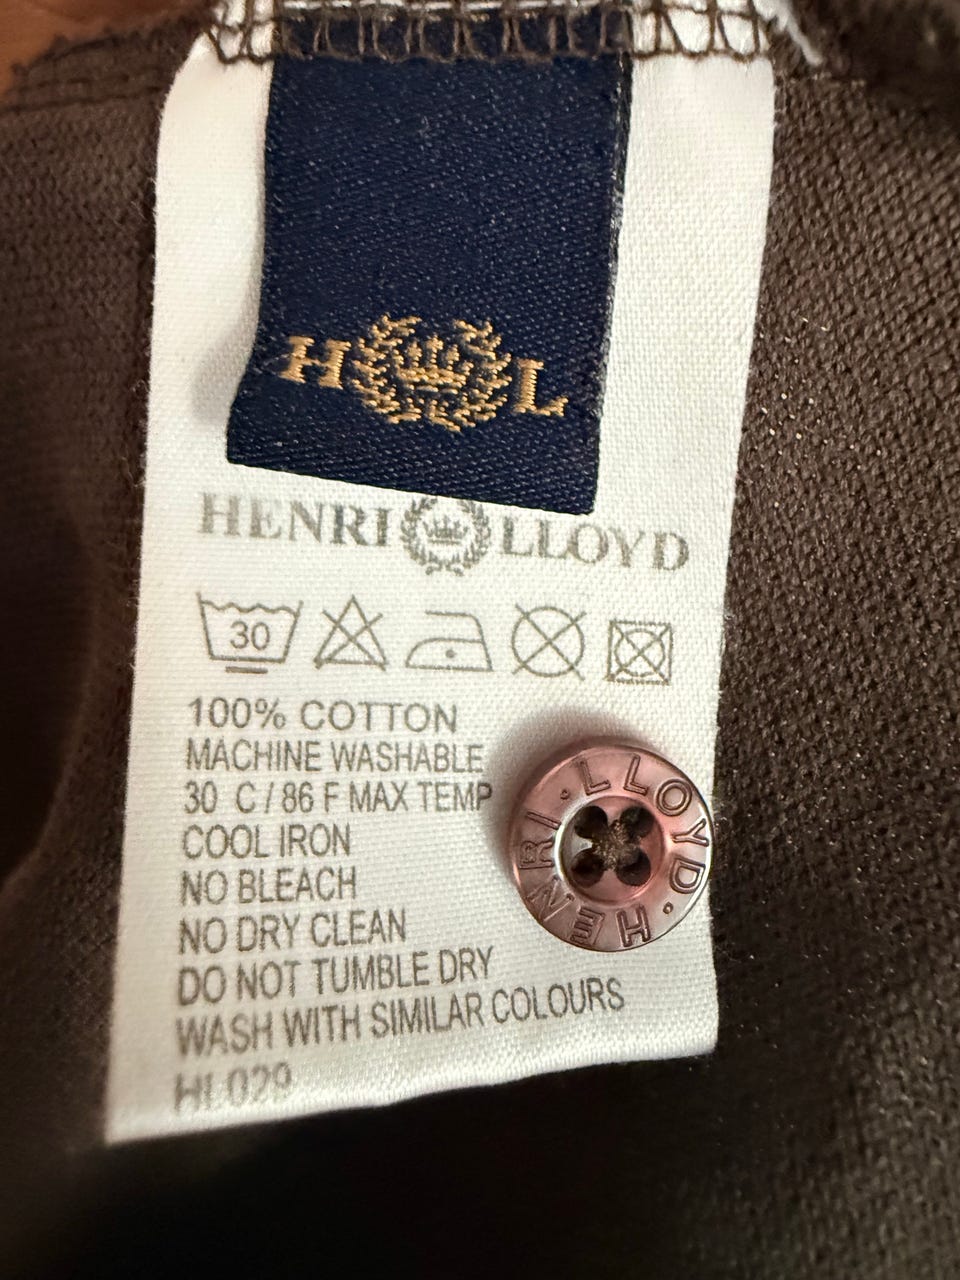 H L
HENRI LLOYD
30
100% COTTON
MACHINE WASHABLE
30 C / 86 F MAX TEMP
COOL IRON
NO BLEACH
NO DRY CLEAN
DO NOT TUMBLE DRY
WASH WITH SIMILAR COLOURS
HL029
HENRI · LLOYD ·